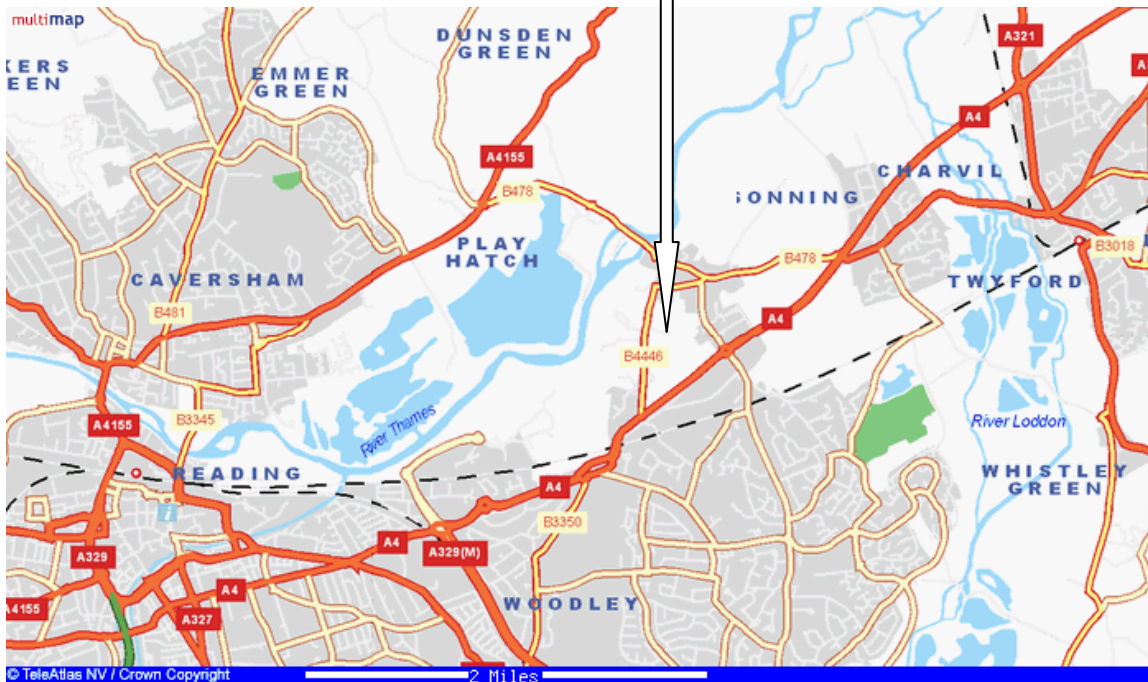 multimap
DUNSDEN
GREEN
A321
KERS
EEN
EMMER
GREEN
A4
A4155
CHARVIL
B478
SONNING
PLAY
HATCH
B3018
B478
CAVERSHAM
TWYFORD
B481
A4
B4446
River Thames
A4155
B3345
River Loddon
READING
WHISTLEY
GREEN
A4
i
B3350
A4
A329(M)
A329
A4
WOODLEY
A4155
A327
© TeleAtlas NV / Crown Copyright
2 Miles